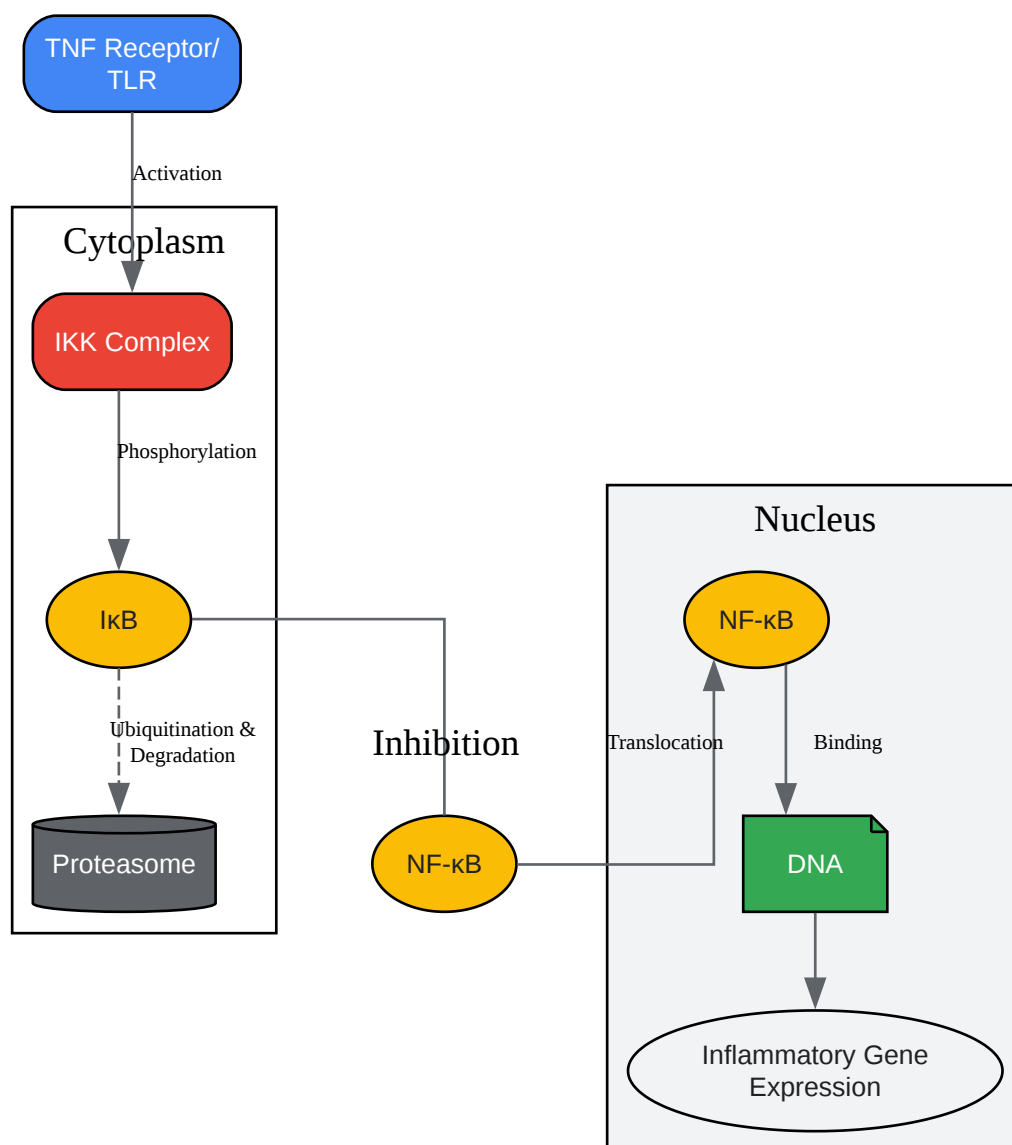 TNF Receptor/
TLR
Activation
Cytoplasm
IKK Complex
Phosphorylation
IκB
Ubiquitination &
Degradation
Proteasome
Inhibition
NF-κB
Nucleus
NF-κB
Translocation
Binding
DNA
Inflammatory Gene
Expression